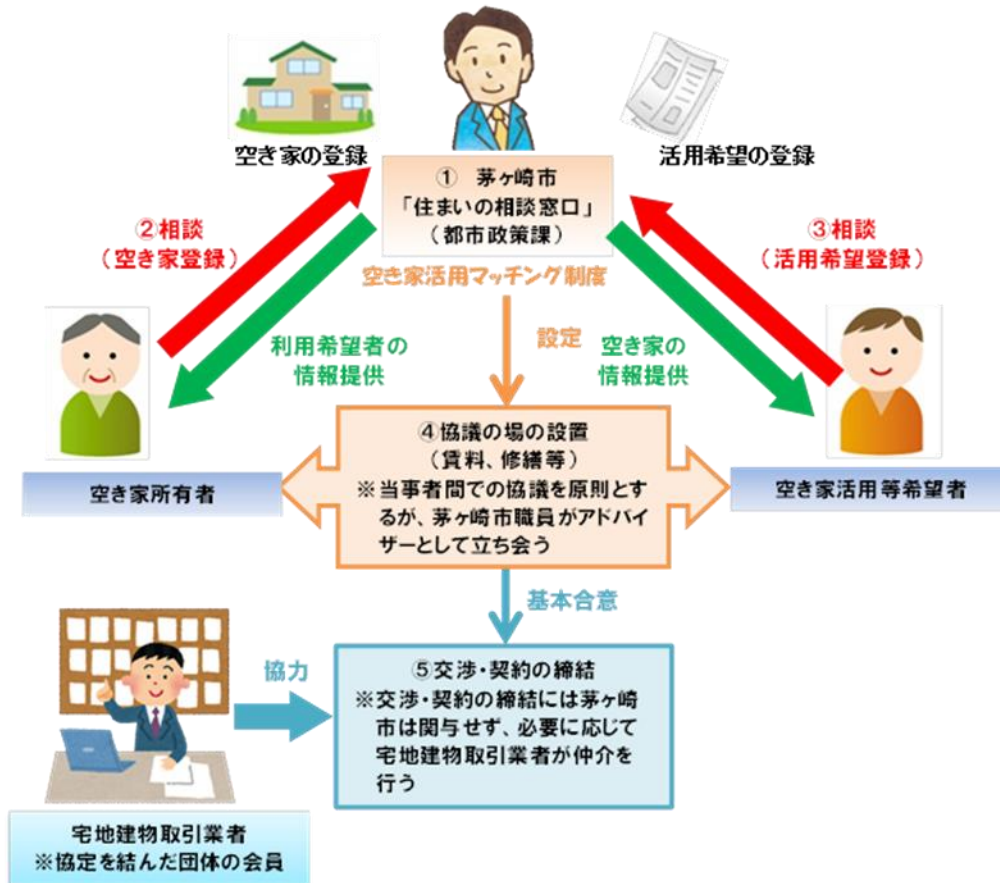 空き家の登録
活用希望の登録
① 茅ヶ崎市
「住まいの相談窓口」
（都市政策課）
空き家活用マッチング制度
②相談
（空き家登録）
③相談
（活用希望登録）
利用希望者の
情報提供
設定
空き家の
情報提供
空き家所有者
④協議の場の設置
（賃料、修繕等）
※当事者間での協議を原則とす
るが、茅ヶ崎市職員がアドバイ
ザーとして立ち会う
空き家活用等希望者
基本合意
協力
⑤交渉・契約の締結
※交渉・契約の締結には茅ヶ崎
市は関与せず、必要に応じて
宅地建物取引業者が仲介を
行う
宅地建物取引業者
※協定を結んだ団体の会員